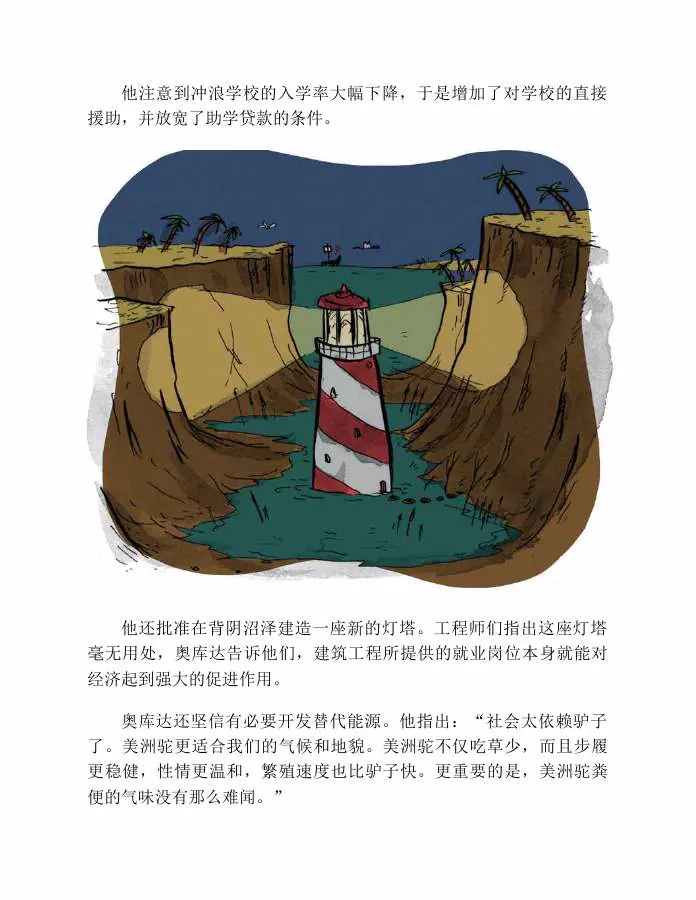 他注意到冲浪学校的入学率大幅下降，于是增加了对学校的直接
援助，并放宽了助学贷款的条件。
他还批准在背阴沼泽建造一座新的灯塔。工程师们指出这座灯塔
毫无用处，奥库达告诉他们，建筑工程所提供的就业岗位本身就能对
经济起到强大的促进作用。
奥库达还坚信有必要开发替代能源。他指出：“社会太依赖驴子
了。美洲驼更适合我们的气候和地貌。美洲驼不仅吃草少，而且步履
更稳健，性情更温和，繁殖速度也比驴子快。更重要的是，美洲驼粪
便的气味没有那么难闻。”